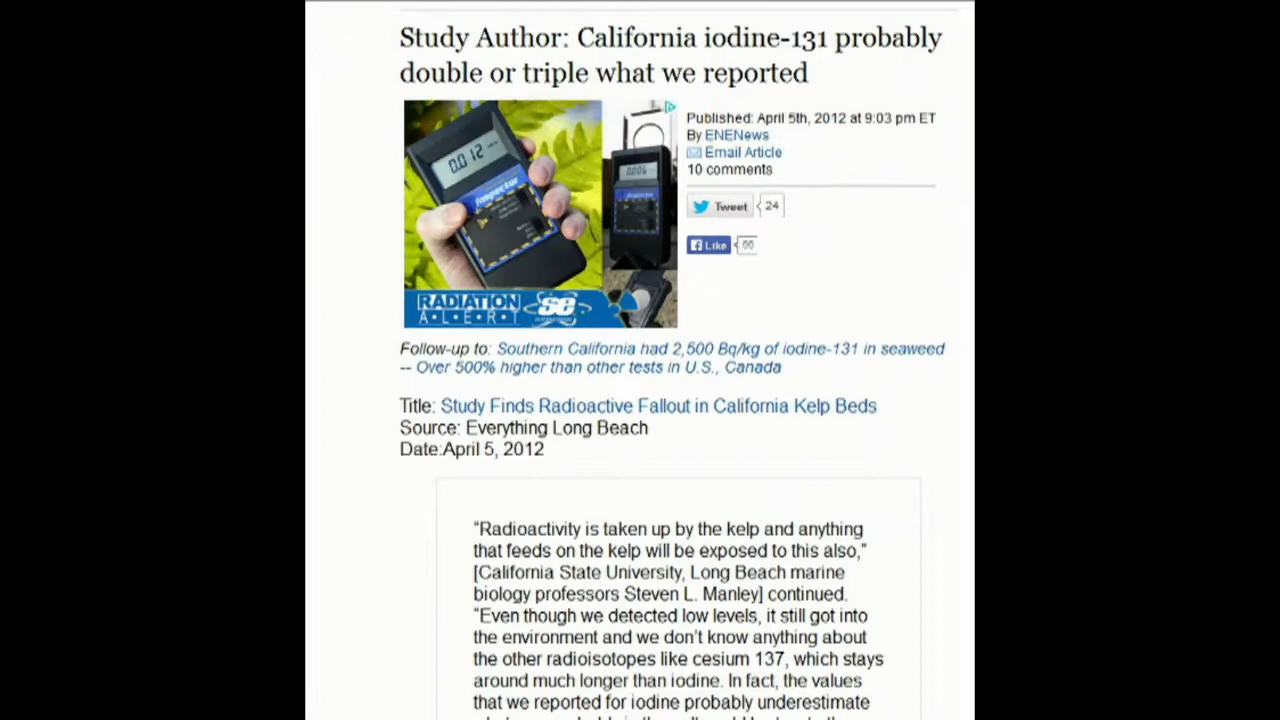 Study Author: California iodine-131 probably
double or triple what we reported
0.012
Inspector
RADIATION
A•L•E•R•T
se
Published: April 5th, 2012 at 9:03 pm ET
By ENENews
Email Article
10 comments
Tweet 24
Like 66
Follow-up to: Southern California had 2,500 Bq/kg of iodine-131 in seaweed
-- Over 500% higher than other tests in U.S., Canada
Title: Study Finds Radioactive Fallout in California Kelp Beds
Source: Everything Long Beach
Date:April 5, 2012
“Radioactivity is taken up by the kelp and anything
that feeds on the kelp will be exposed to this also,”
[California State University, Long Beach marine
biology professors Steven L. Manley] continued.
“Even though we detected low levels, it still got into
the environment and we don’t know anything about
the other radioisotopes like cesium 137, which stays
around much longer than iodine. In fact, the values
that we reported for iodine probably underestimate